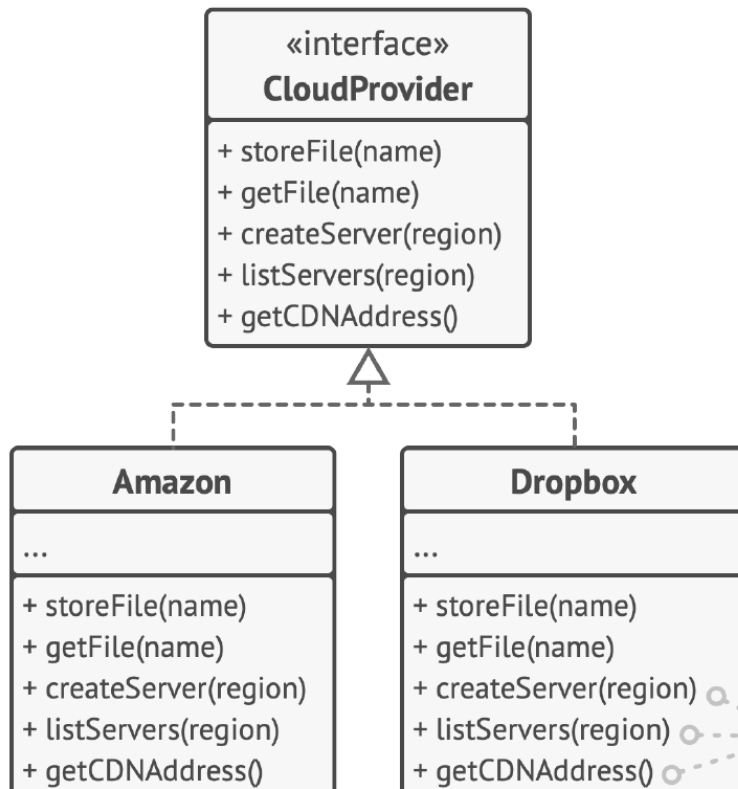 «interface»
CloudProvider
+ storeFile(name)
+ getFile(name)
+ createServer(region)
+ listServers(region)
+ getCDNAddress()
Amazon
...
+ storeFile(name)
+ getFile(name)
+ createServer(region)
+ listServers(region)
+ getCDNAddress()
Dropbox
...
+ storeFile(name)
+ getFile(name)
+ createServer(region)
+ listServers(region)
+ getCDNAddress()